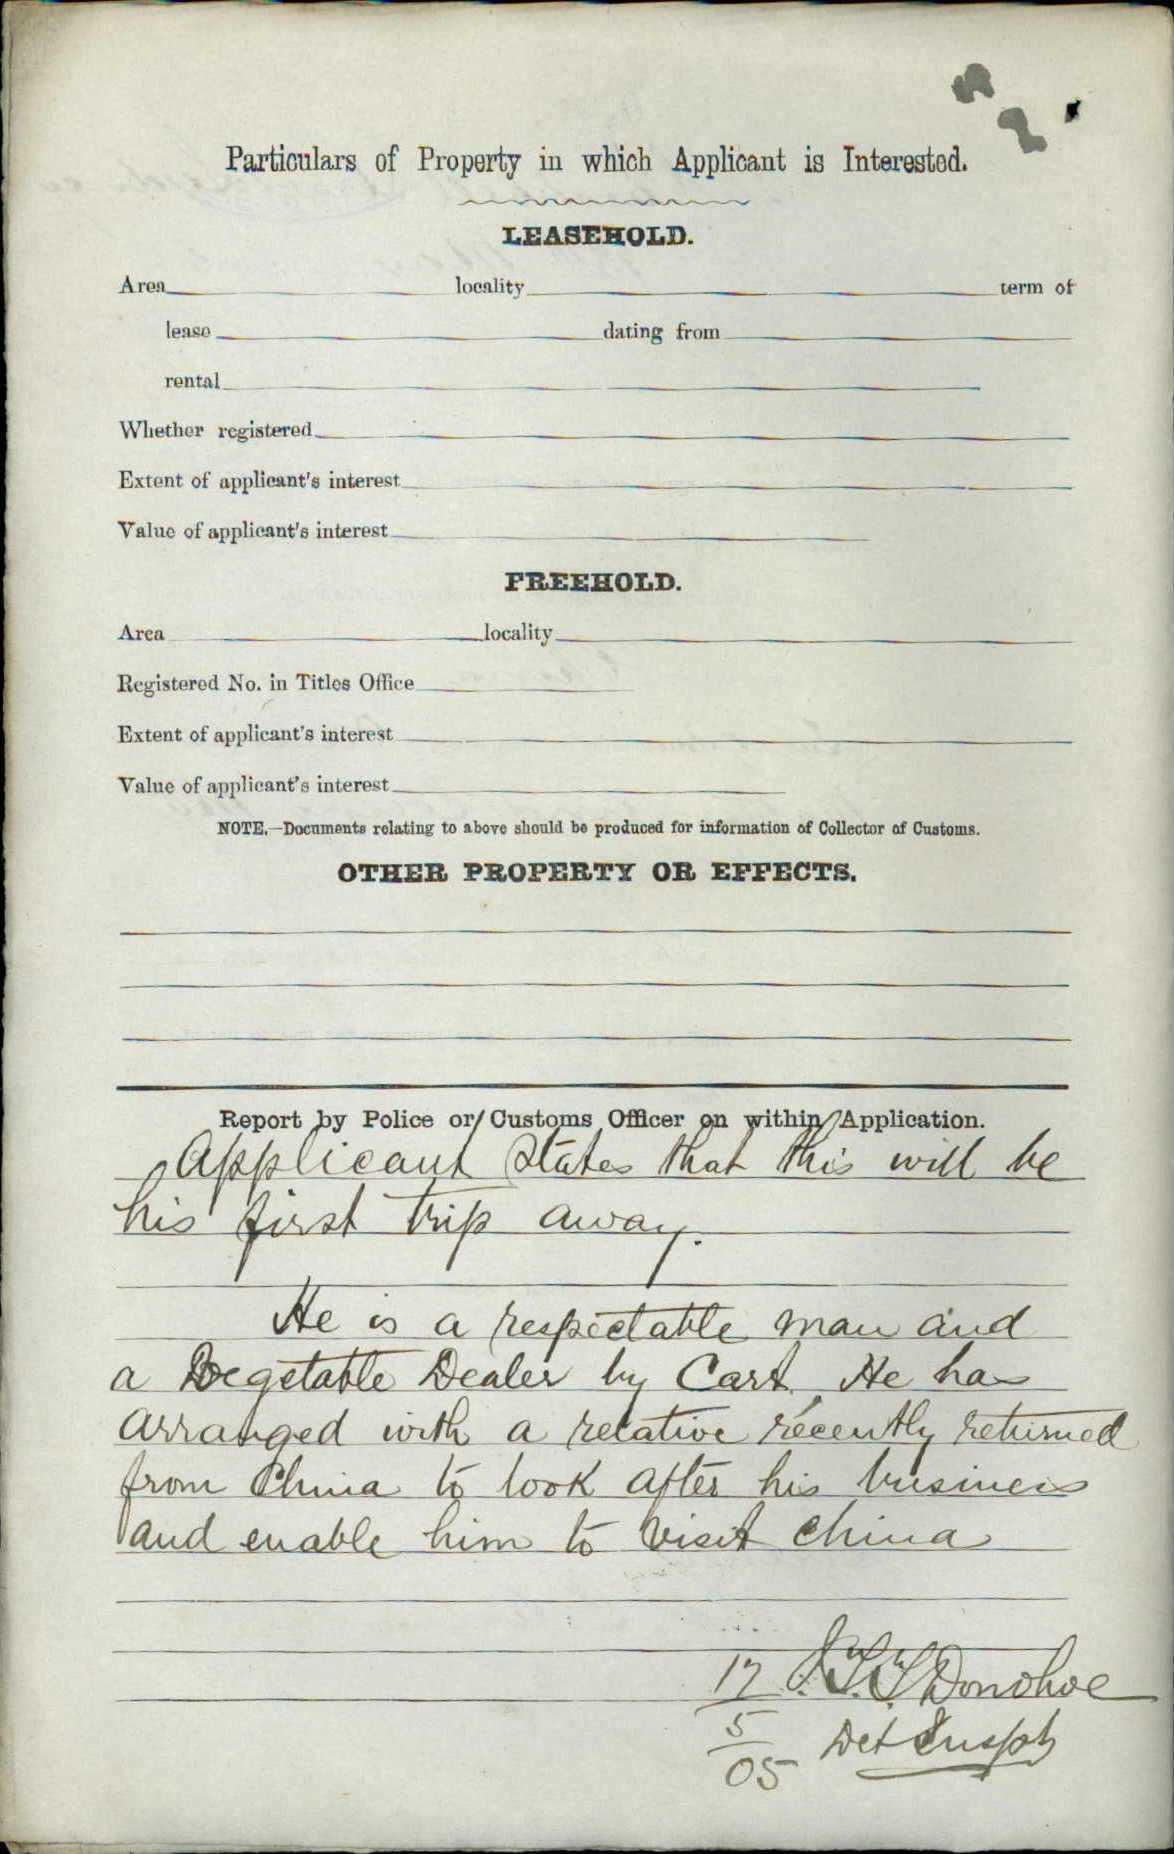 Particulars of Property in which Applicant is Interested.
LEASEHOLD.
Area locality term of
lease dating from
rental
Whether registered
Extent of applicant's interest
Value of applicant's interest
FREEHOLD.
Area locality
Registered No. in Titles Office
Extent of applicant's interest
Value of applicant's interest
NOTE.—Documents relating to above should be produced for information of Collector of Customs.
OTHER PROPERTY OR EFFECTS.
Report by Police or Customs Officer on within Application.
Applicant states that this will be
his first trip away.
He is a respectable man and
a Vegetable Dealer by Cart. He has
arranged with a relative recently returned
from China to look after his business
and enable him to visit China
17 Donohoe
5 Det Inspr
05